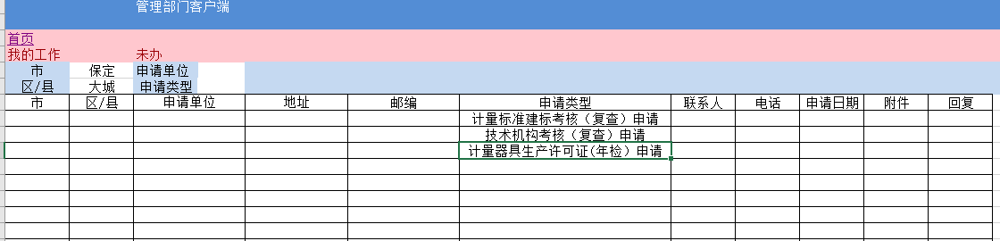 管理部门客户端
首页
我的工作 未办
市 保定 申请单位
区/县 大城 申请类型
市 区/县 申请单位 地址 邮编 申请类型 联系人 电话 申请日期 附件 回复
计量标准建标考核（复查）申请
技术机构考核（复查）申请
计量器具生产许可证(年检）申请